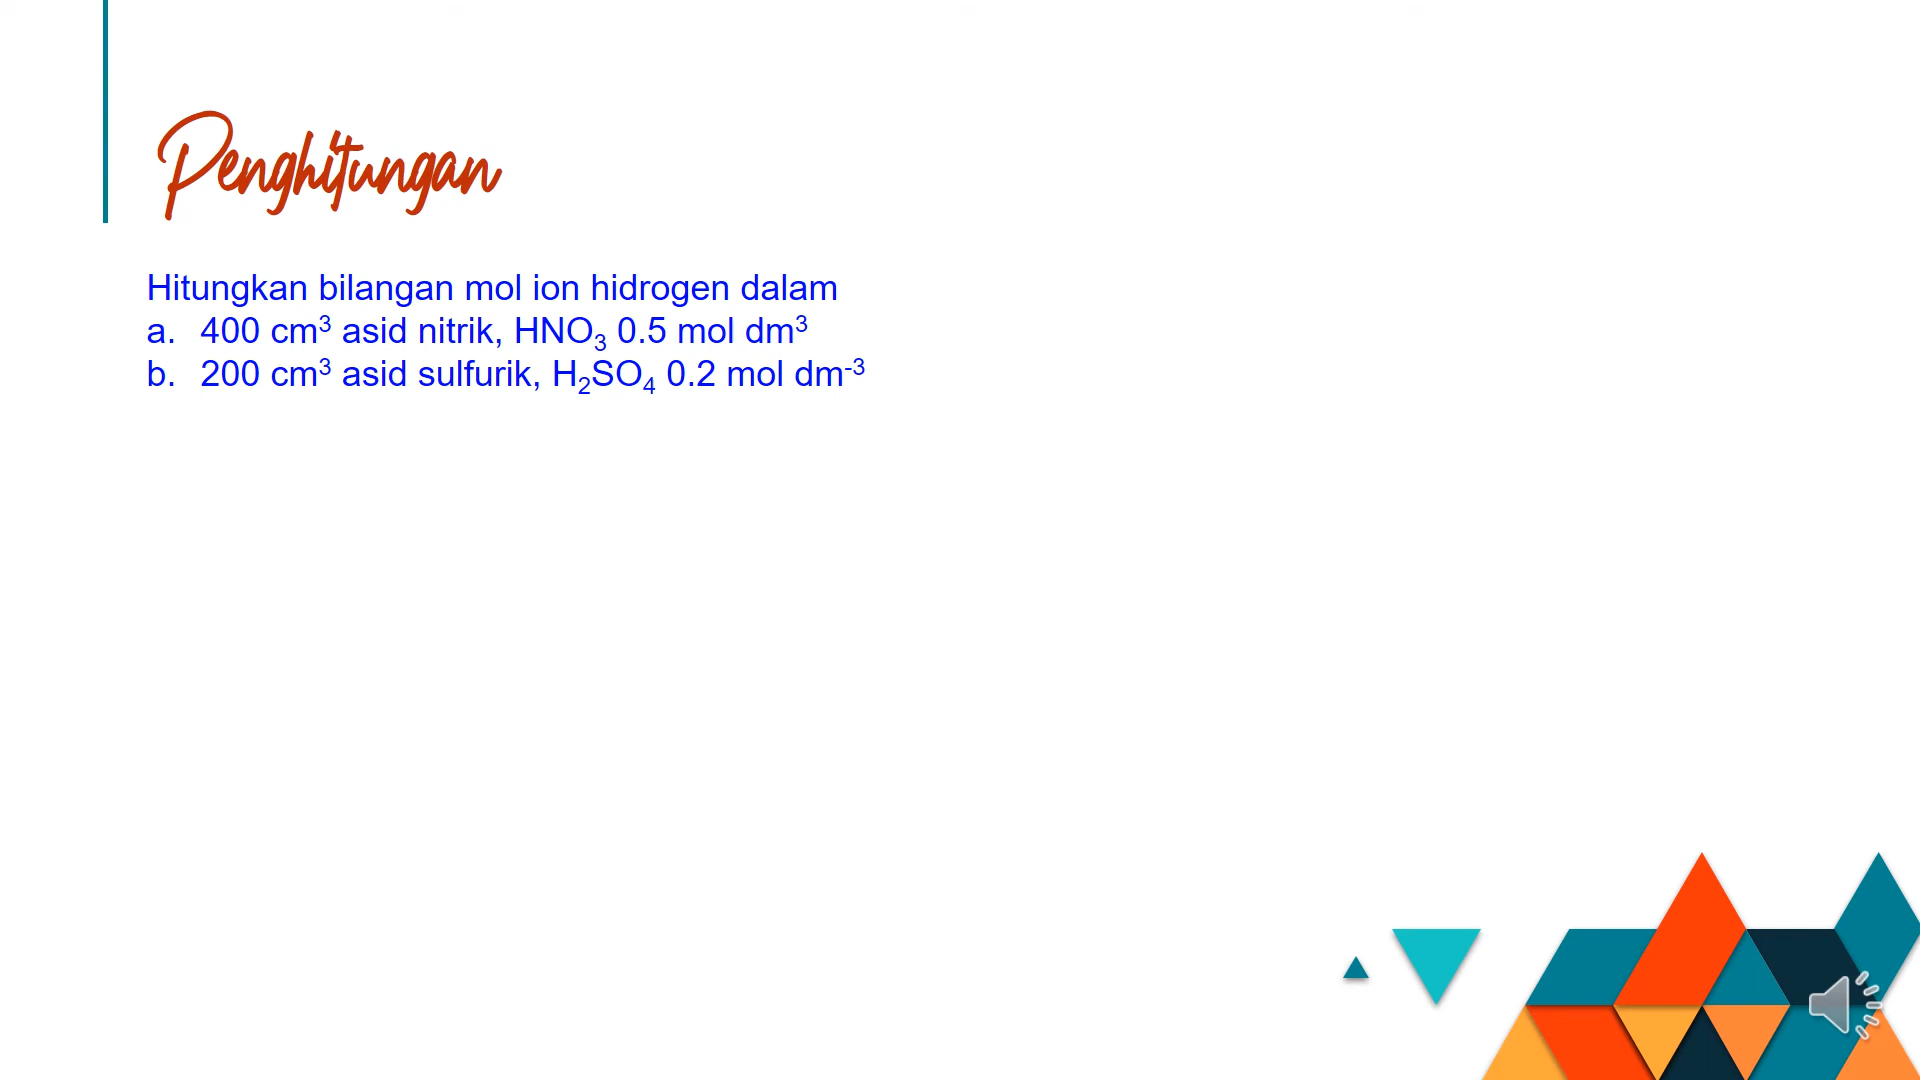 Penghitungan
Hitungkan bilangan mol ion hidrogen dalam
a. 400 cm³ asid nitrik, HNO₃ 0.5 mol dm³
b. 200 cm³ asid sulfurik, H₂SO₄ 0.2 mol dm⁻³